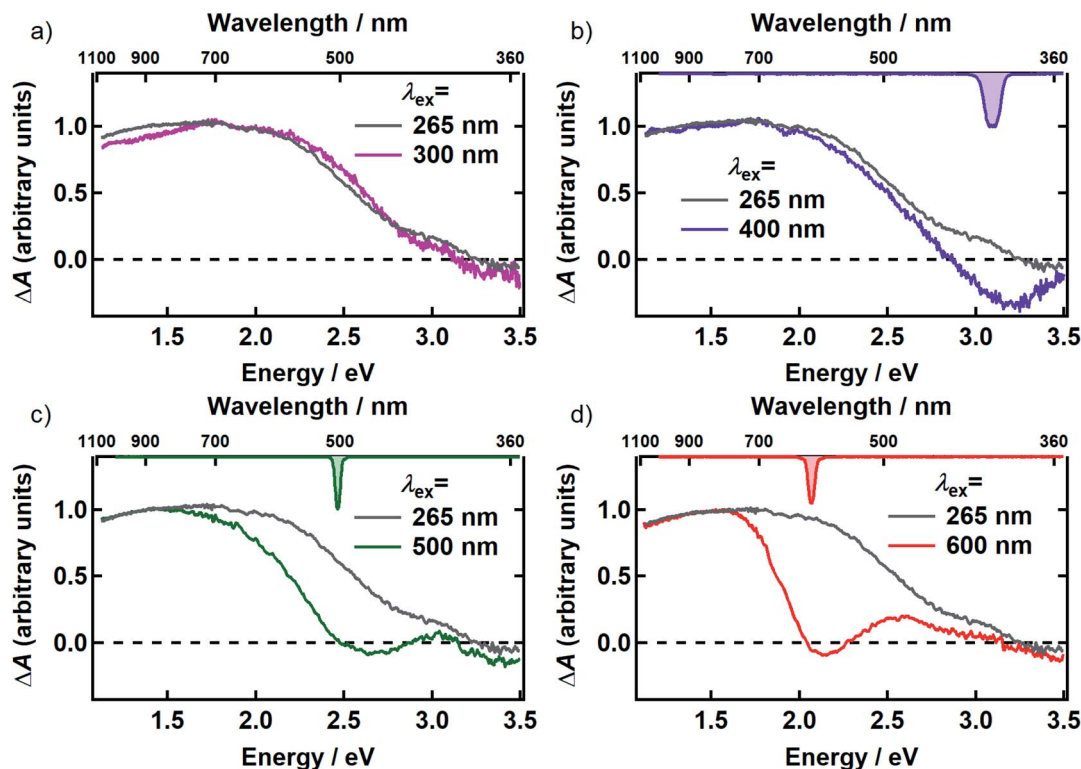 a)
Wavelength / nm
1100 900 700 500 360
λex=
265 nm
300 nm
ΔA (arbitrary units)
1.0
0.5
0.0
1.5 2.0 2.5 3.0 3.5
Energy / eV
b)
Wavelength / nm
1100 900 700 500 360
λex=
265 nm
400 nm
ΔA (arbitrary units)
1.0
0.5
0.0
1.5 2.0 2.5 3.0 3.5
Energy / eV
c)
Wavelength / nm
1100 900 700 500 360
λex=
265 nm
500 nm
ΔA (arbitrary units)
1.0
0.5
0.0
1.5 2.0 2.5 3.0 3.5
Energy / eV
d)
Wavelength / nm
1100 900 700 500 360
λex=
265 nm
600 nm
ΔA (arbitrary units)
1.0
0.5
0.0
1.5 2.0 2.5 3.0 3.5
Energy / eV